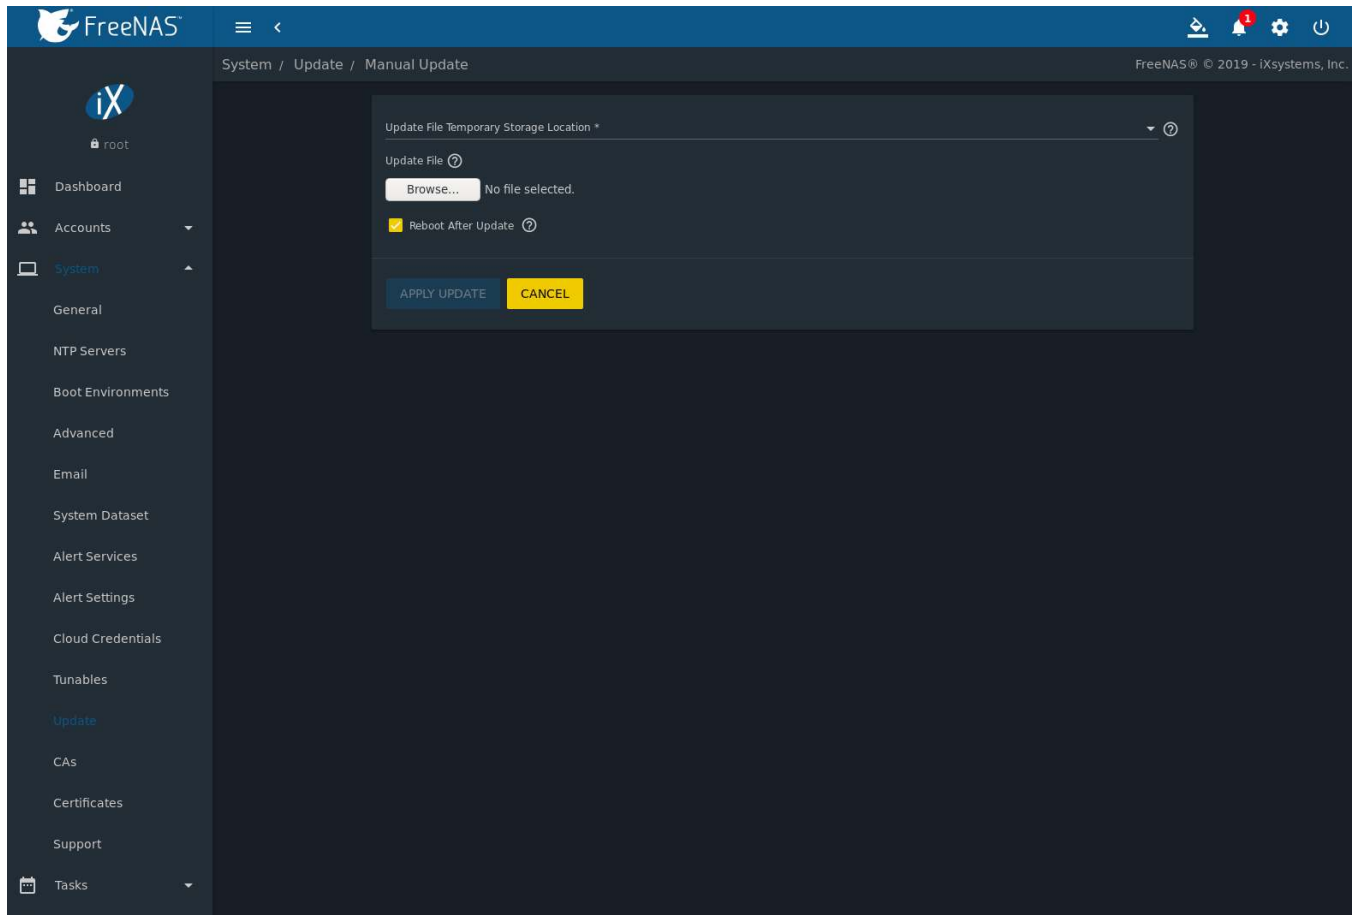 FreeNAS
1
System / Update / Manual Update
FreeNAS® © 2019 - iXsystems, Inc.
iX
root
Dashboard
Accounts
System
General
NTP Servers
Boot Environments
Advanced
Email
System Dataset
Alert Services
Alert Settings
Cloud Credentials
Tunables
Update
CAs
Certificates
Support
Tasks
Update File Temporary Storage Location *
Update File
Browse... No file selected.
Reboot After Update
APPLY UPDATE CANCEL